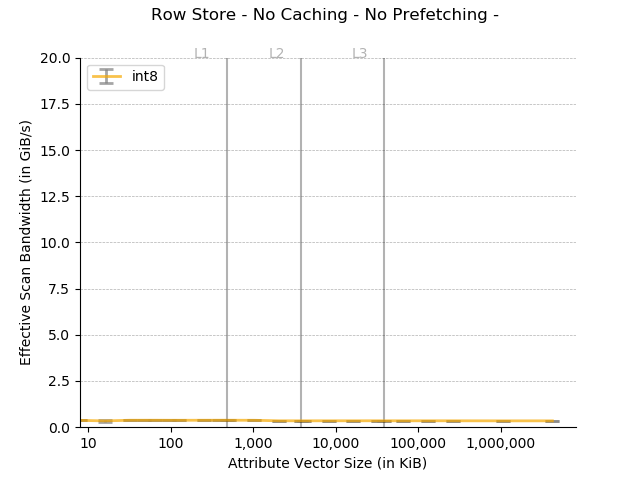 Row Store - No Caching - No Prefetching -
L1 L2 L3
int8
20.0
17.5
15.0
12.5
10.0
7.5
5.0
2.5
0.0
Effective Scan Bandwidth (in GiB/s)
10 100 1,000 10,000 100,000 1,000,000
Attribute Vector Size (in KiB)